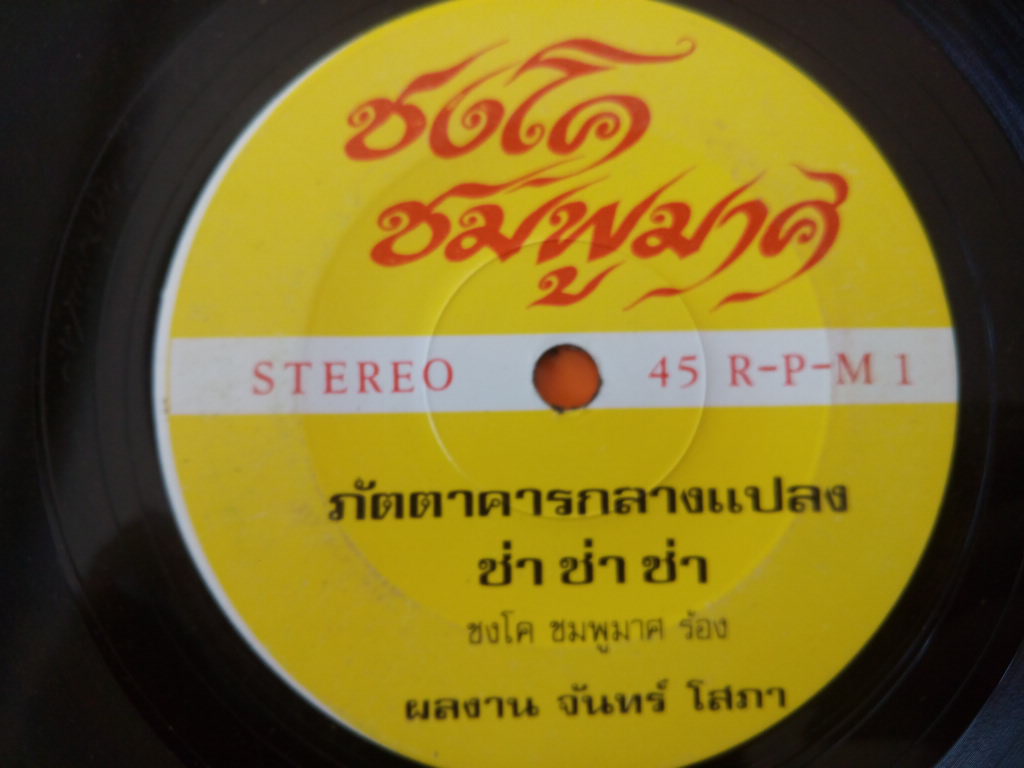 ชงโค
ชมพูมาศ
STEREO 45 R-P-M 1
ภัตตาคารกลางแปลง
ช่า ช่า ช่า
ชงโค ชมพูมาศ ร้อง
ผลงาน จันทร์ โสภา